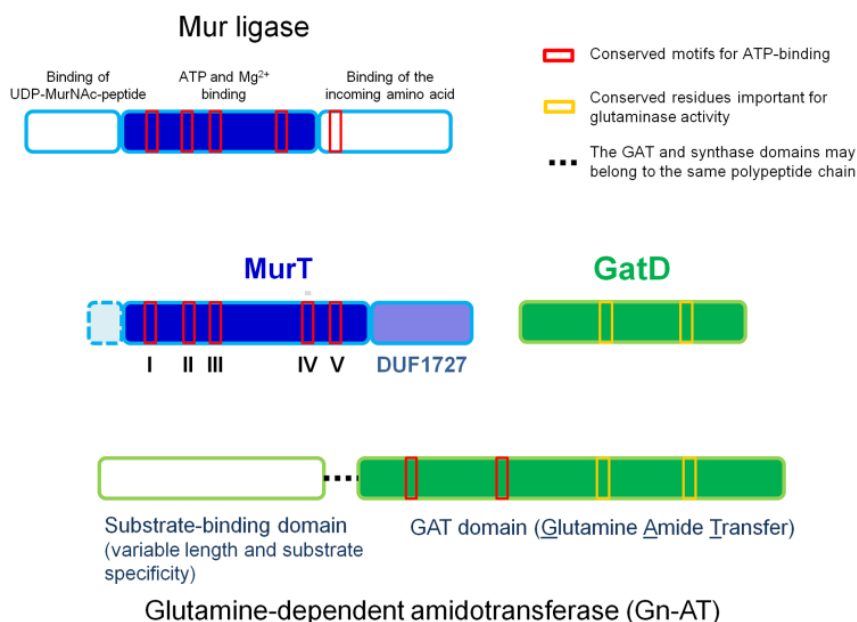 Mur ligase
Binding of
UDP-MurNAc-peptide
ATP and Mg2+
binding
Binding of the
incoming amino acid
Conserved motifs for ATP-binding
Conserved residues important for
glutaminase activity
The GAT and synthase domains may
belong to the same polypeptide chain
MurT
GatD
I II III IV V
DUF1727
Substrate-binding domain
(variable length and substrate
specificity)
GAT domain (Glutamine Amide Transfer)
Glutamine-dependent amidotransferase (Gn-AT)